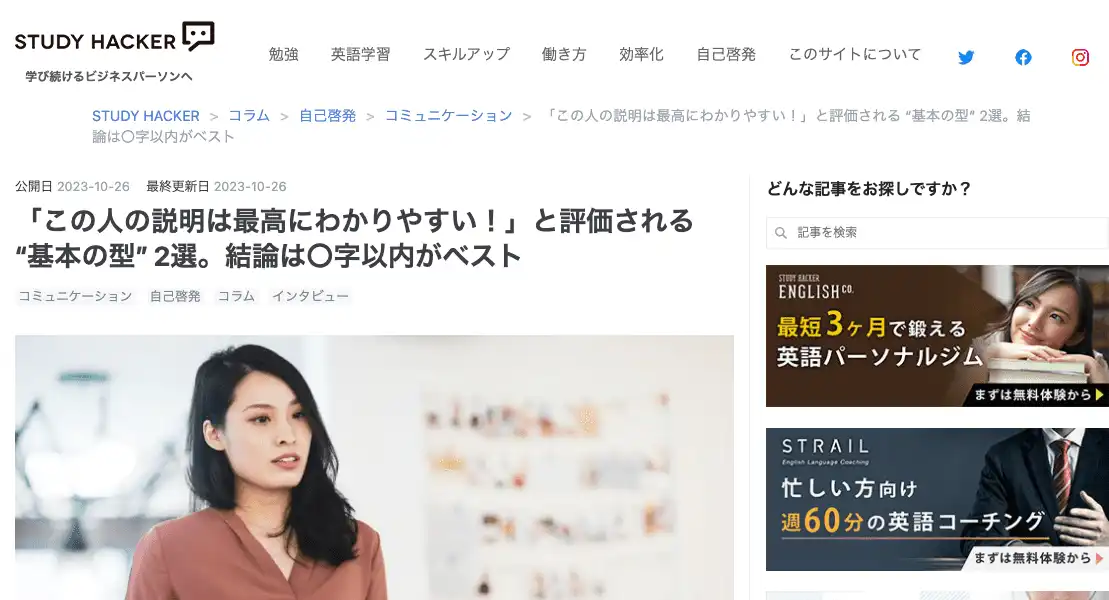 STUDY HACKER
学び続けるビジネスパーソンへ
勉強 英語学習 スキルアップ 働き方 効率化 自己啓発 このサイトについて
STUDY HACKER > コラム > 自己啓発 > コミュニケーション > 「この人の説明は最高にわかりやすい！」と評価される “基本の型” 2選。結
論は〇字以内がベスト
公開日 2023-10-26 最終更新日 2023-10-26
「この人の説明は最高にわかりやすい！」と評価される
“基本の型” 2選。結論は〇字以内がベスト
コミュニケーション 自己啓発 コラム インタビュー
どんな記事をお探しですか？
記事を検索
STUDY HACKER
ENGLISH CO.
最短3ヶ月で鍛える
英語パーソナルジム
まずは無料体験から
STRAIL
English Language Coaching
忙しい方向け
週60分の英語コーチング
まずは無料体験から